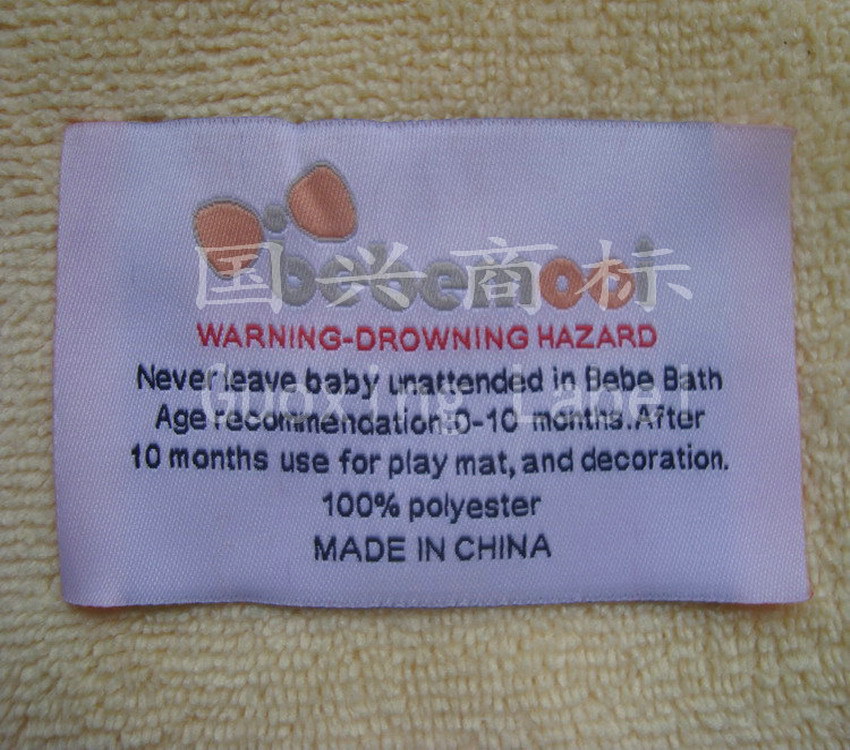 国兴商标
bebemool
WARNING-DROWNING HAZARD
Never leave baby unattended in Bebe Bath
Guoxing Label
Age recommendation:0-10 months.After
10 months use for play mat, and decoration.
100% polyester
MADE IN CHINA